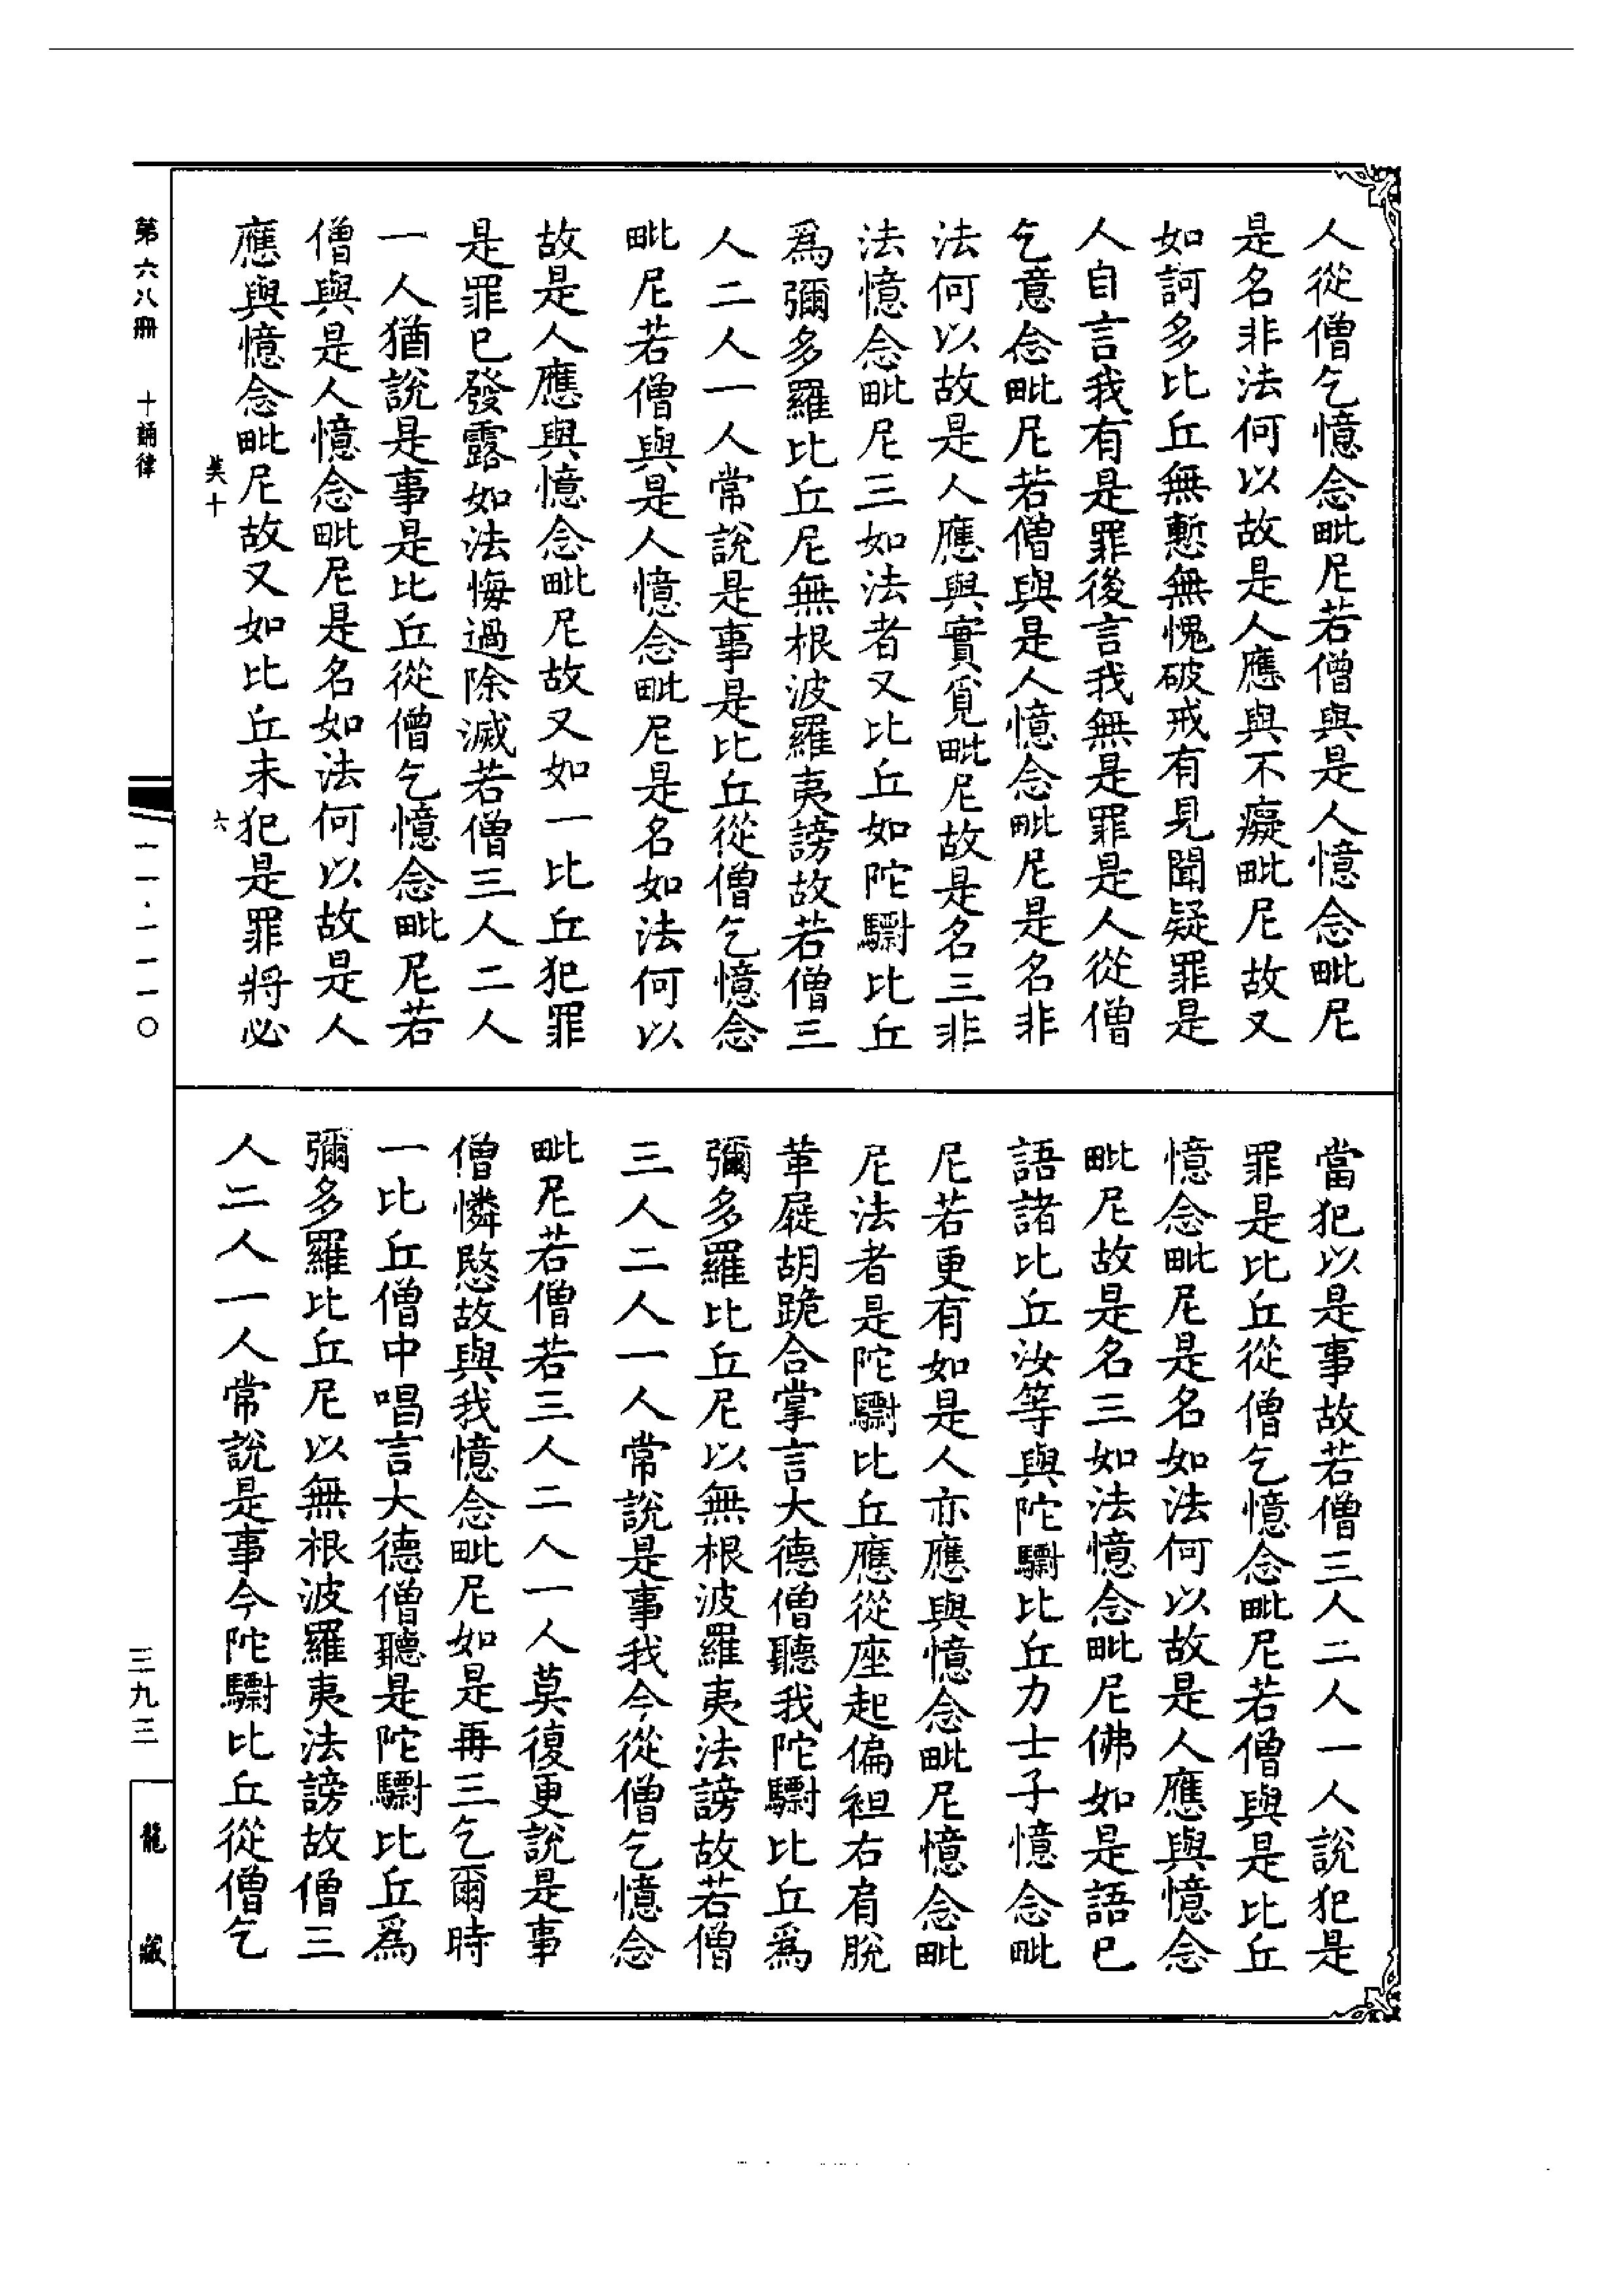 人從僧乞憶念毗尼若僧與是人憶念毗尼
是名非法何以故是人應與不癡毗尼故又
如訶多比丘無慙無愧破戒有見聞疑罪是
人自言我有是罪後言我無是罪是人從僧
乞意念毗尼若僧與是人憶念毗尼是名非
法何以故是人應與實覓毗尼故是名三非
法憶念毗尼三如法者又比丘如陀驃比丘
爲彌多羅比丘尼無根波羅夷謗故若僧三
人二人一人常說是事是比丘從僧乞憶念
毗尼若僧與是人憶念毗尼是名如法何以
故是人應與憶念毗尼故又如一比丘犯罪
是罪已發露如法悔過除滅若僧三人二人
一人猶說是事是比丘從僧乞憶念毗尼若
僧與是人憶念毗尼是名如法何以故是人
應與憶念毗尼故又如比丘未犯是罪將必
當犯以是事故若僧三人二人一人說犯是
罪是比丘從僧乞憶念毗尼若僧與是比丘
憶念毗尼是名如法何以故是人應與憶念
毗尼故是名三如法憶念毗尼佛如是語已
語諸比丘汝等與陀驃比丘力士子憶念毗
尼若更有如是人亦應與憶念毗尼憶念毗
尼法者是陀驃比丘應從座起偏袒右肩脫
革屣胡跪合掌言大德僧聽我陀驃比丘爲
彌多羅比丘尼以無根波羅夷法謗故若僧
三人二人一人常說是事我今從僧乞憶念
毗尼若僧若三人二人一人莫復更說是事
僧憐愍故與我憶念毗尼如是再三乞爾時
一比丘僧中唱言大德僧聽是陀驃比丘爲
彌多羅比丘尼以無根波羅夷法謗故僧三
人二人一人常說是事今陀驃比丘從僧乞
第六八冊 十誦律
一一·一一一〇
三九三
龍藏
六